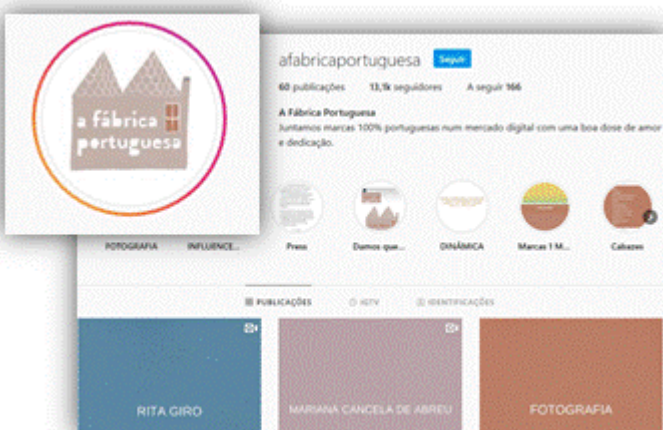 a fábrica
portuguesa
afabricaportuguesa Seguir
60 publicações 13,1k seguidores A seguir 166
A Fábrica Portuguesa
Juntamos marcas 100% portuguesas num mercado digital com uma boa dose de amor
e dedicação.
FOTOGRAFIA INFLUENCE... Press Damos que... DINÂMICA Marcas 1 M... Cabazes
PUBLICAÇÕES IGTV IDENTIFICAÇÕES
RITA GIRO MARIANA CANCELA DE ABREU FOTOGRAFIA